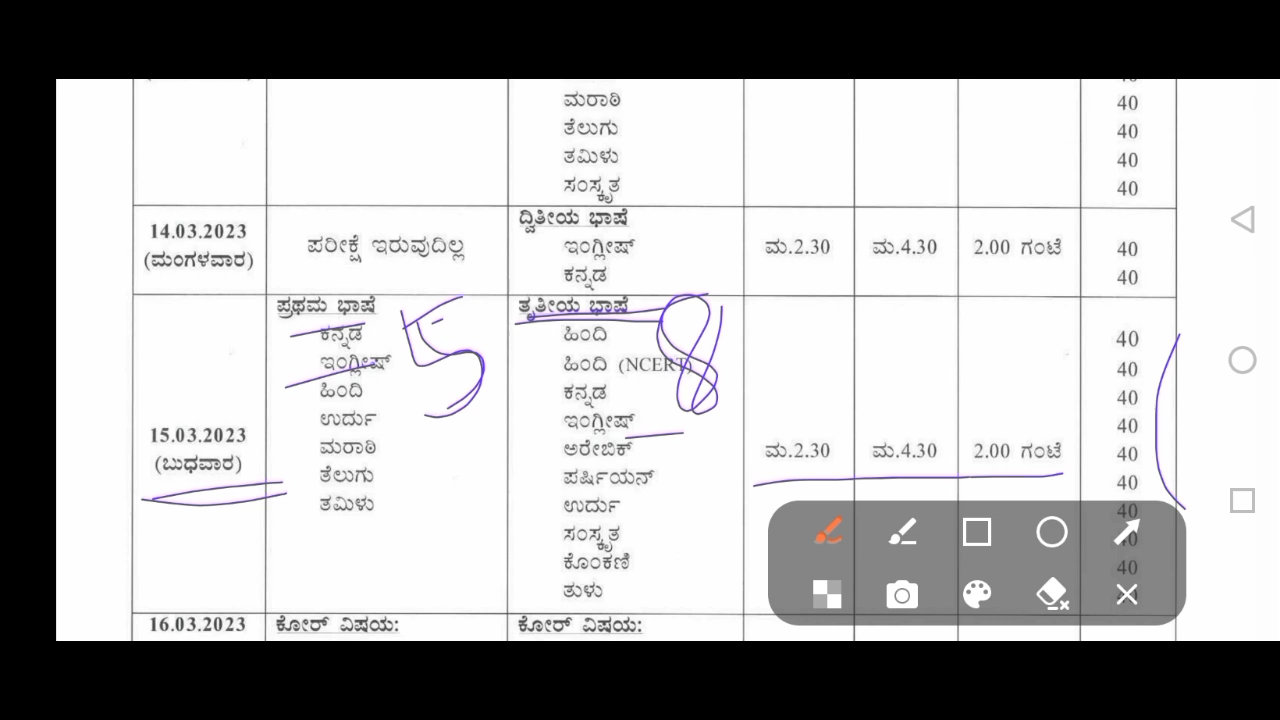 ಮರಾಠಿ 40
ತೆಲುಗು 40
ತಮಿಳು 40
ಸಂಸ್ಕೃತ 40
14.03.2023
(ಮಂಗಳವಾರ)
ಪರೀಕ್ಷೆ ಇರುವುದಿಲ್ಲ
ದ್ವಿತೀಯ ಭಾಷೆ
ಇಂಗ್ಲೀಷ್
ಕನ್ನಡ
ಮ.2.30
ಮ.4.30
2.00 ಗಂಟೆ
40
40
15.03.2023
(ಬುಧವಾರ)
ಪ್ರಥಮ ಭಾಷೆ
ಕನ್ನಡ
ಇಂಗ್ಲೀಷ್
ಹಿಂದಿ
ಉರ್ದು
ಮರಾಠಿ
ತೆಲುಗು
ತಮಿಳು
5
ತೃತೀಯ ಭಾಷೆ
ಹಿಂದಿ
ಹಿಂದಿ (NCERT)
ಕನ್ನಡ
ಇಂಗ್ಲೀಷ್
ಅರೇಬಿಕ್
ಪರ್ಷಿಯನ್
ಉರ್ದು
ಸಂಸ್ಕೃತ
ಕೊಂಕಣಿ
ತುಳು
8
ಮ.2.30
ಮ.4.30
2.00 ಗಂಟೆ
40
40
40
40
40
40
40
40
40
16.03.2023
ಕೋರ್ ವಿಷಯ:
ಕೋರ್ ವಿಷಯ: